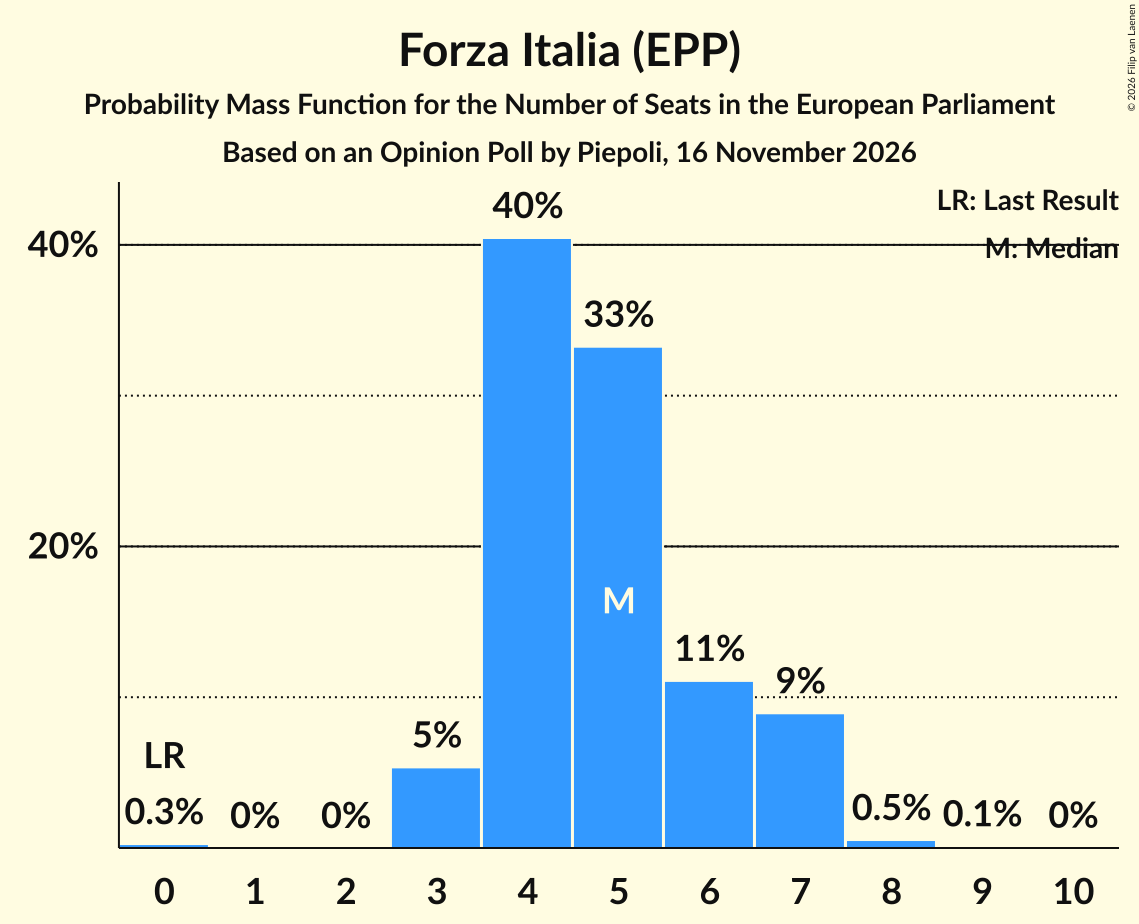 Forza Italia (EPP)
Probability Mass Function for the Number of Seats in the European Parliament
Based on an Opinion Poll by Piepoli, 16 November 2026
© 2026 Filip van Laenen
LR: Last Result
M: Median
40%
20%
LR
0.3%
0%
0%
5%
40%
33%
M
11%
9%
0.5%
0.1%
0%
0 1 2 3 4 5 6 7 8 9 10